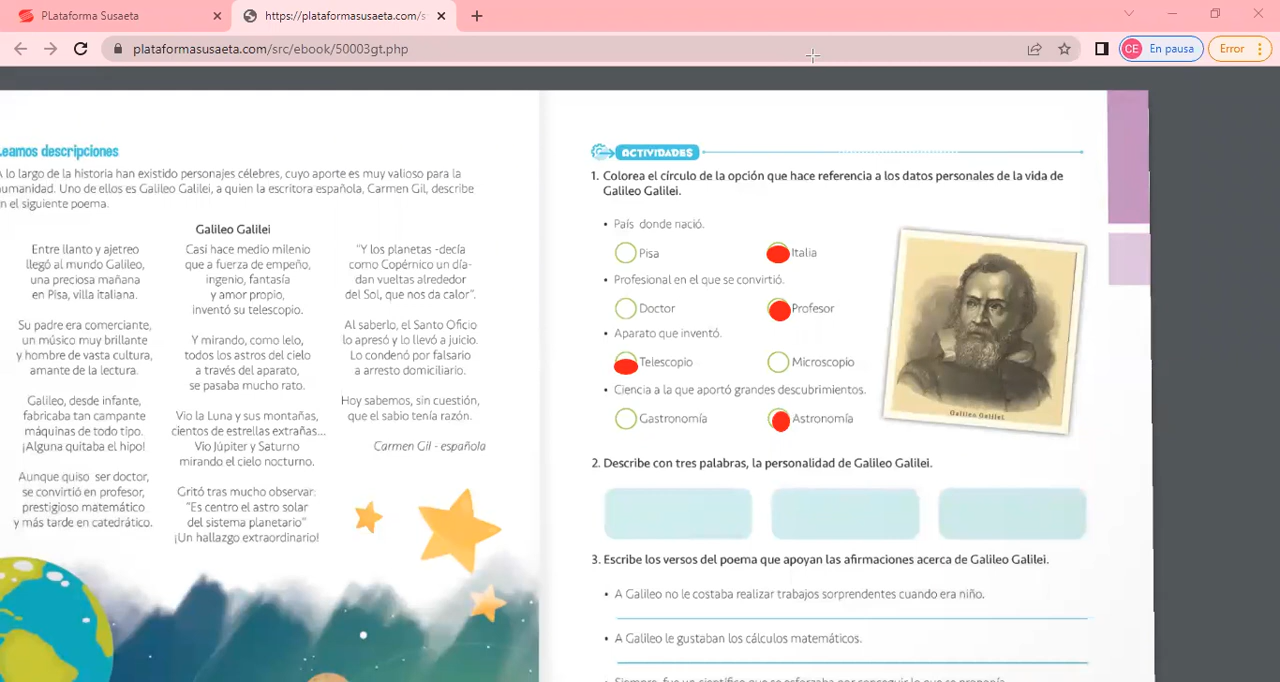 PLataforma Susaeta
https://plataformasusaeta.com/s
plataformasusaeta.com/src/ebook/50003gt.php
CE
En pausa
Error
Leamos descripciones
A lo largo de la historia han existido personajes célebres, cuyo aporte es muy valioso para la
humanidad. Uno de ellos es Galileo Galilei, a quien la escritora española, Carmen Gil, describe
en el siguiente poema.
Galileo Galilei
Entre llanto y ajetreo
llegó al mundo Galileo,
una preciosa mañana
en Pisa, villa italiana.
Su padre era comerciante,
un músico muy brillante
y hombre de vasta cultura,
amante de la lectura.
Galileo, desde infante,
fabricaba tan campante
máquinas de todo tipo.
¡Alguna quitaba el hipo!
Aunque quiso ser doctor,
se convirtió en profesor,
prestigioso matemático
y más tarde en catedrático.
Casi hace medio milenio
que a fuerza de empeño,
ingenio, fantasía
y amor propio,
inventó su telescopio.
Y mirando, como lelo,
todos los astros del cielo
a través del aparato,
se pasaba mucho rato.
Vio la Luna y sus montañas,
cientos de estrellas extrañas...
Vio Júpiter y Saturno
mirando el cielo nocturno.
Gritó tras mucho observar:
"Es centro el astro solar
del sistema planetario"
¡Un hallazgo extraordinario!
"Y los planetas -decía
como Copérnico un día-
dan vueltas alrededor
del Sol, que nos da calor".
Al saberlo, el Santo Oficio
lo apresó y lo llevó a juicio.
Lo condenó por falsario
a arresto domiciliario.
Hoy sabemos, sin cuestión,
que el sabio tenía razón.
Carmen Gil - española
ACTIVIDADES
1. Colorea el círculo de la opción que hace referencia a los datos personales de la vida de
Galileo Galilei.
• País donde nació.
Pisa Italia
• Profesional en el que se convirtió.
Doctor Profesor
• Aparato que inventó.
Telescopio Microscopio
• Ciencia a la que aportó grandes descubrimientos.
Gastronomía Astronomía
Galileo Galilei.
2. Describe con tres palabras, la personalidad de Galileo Galilei.
3. Escribe los versos del poema que apoyan las afirmaciones acerca de Galileo Galilei.
• A Galileo no le costaba realizar trabajos sorprendentes cuando era niño.
• A Galileo le gustaban los cálculos matemáticos.
• Siempre, fue un científico que se esforzaba por conseguir lo que se proponía.